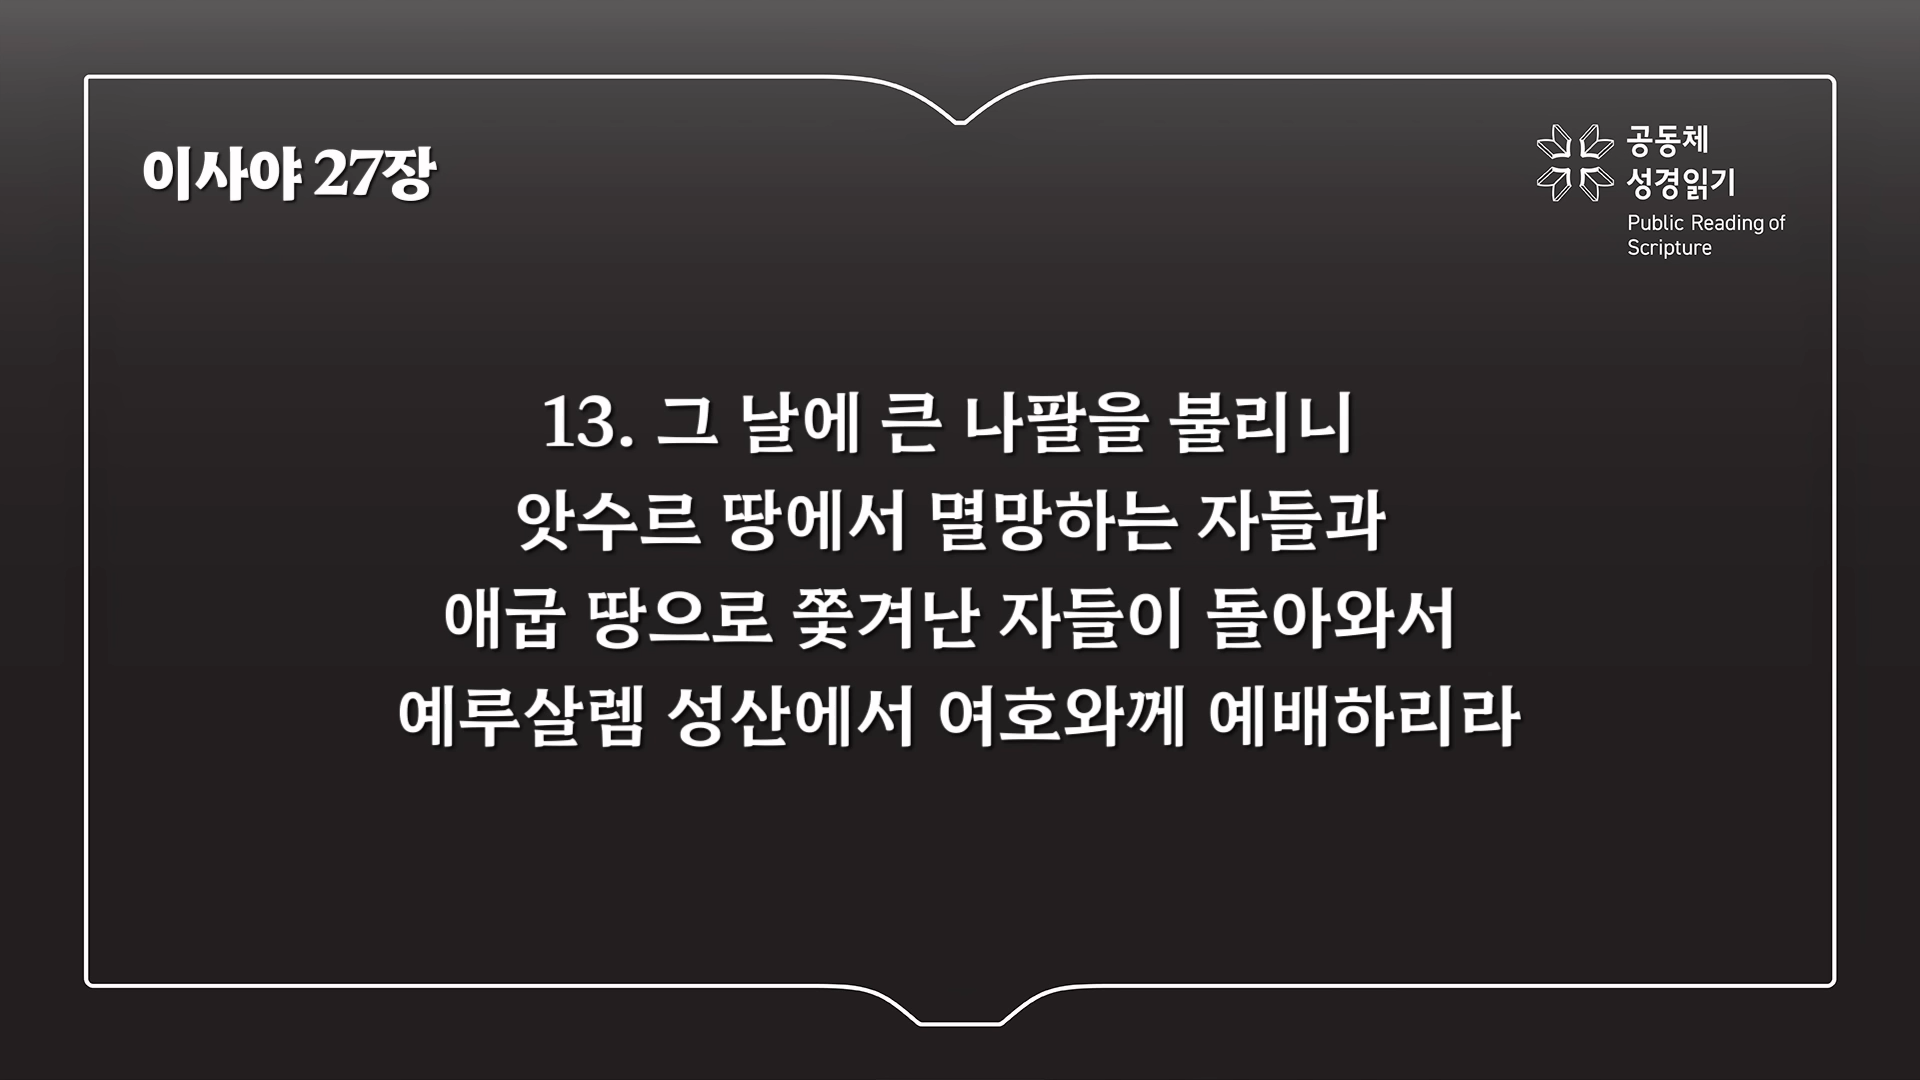 이사야 27장
공동체
성경읽기
Public Reading of
Scripture
13. 그 날에 큰 나팔을 불리니
앗수르 땅에서 멸망하는 자들과
애굽 땅으로 쫓겨난 자들이 돌아와서
예루살렘 성산에서 여호와께 예배하리라